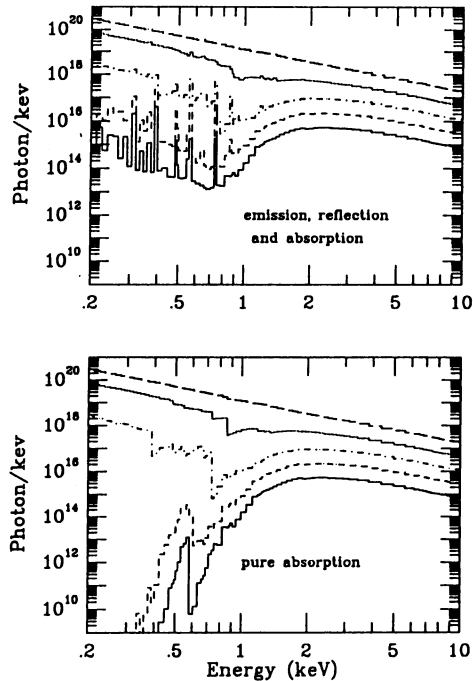 Photon/kev
10^20
10^18
10^16
10^14
10^12
10^10
emission, reflection
and absorption
.2 .5 1 2 5 10
Photon/kev
10^20
10^18
10^16
10^14
10^12
10^10
pure absorption
.2 .5 1 2 5 10
Energy (keV)